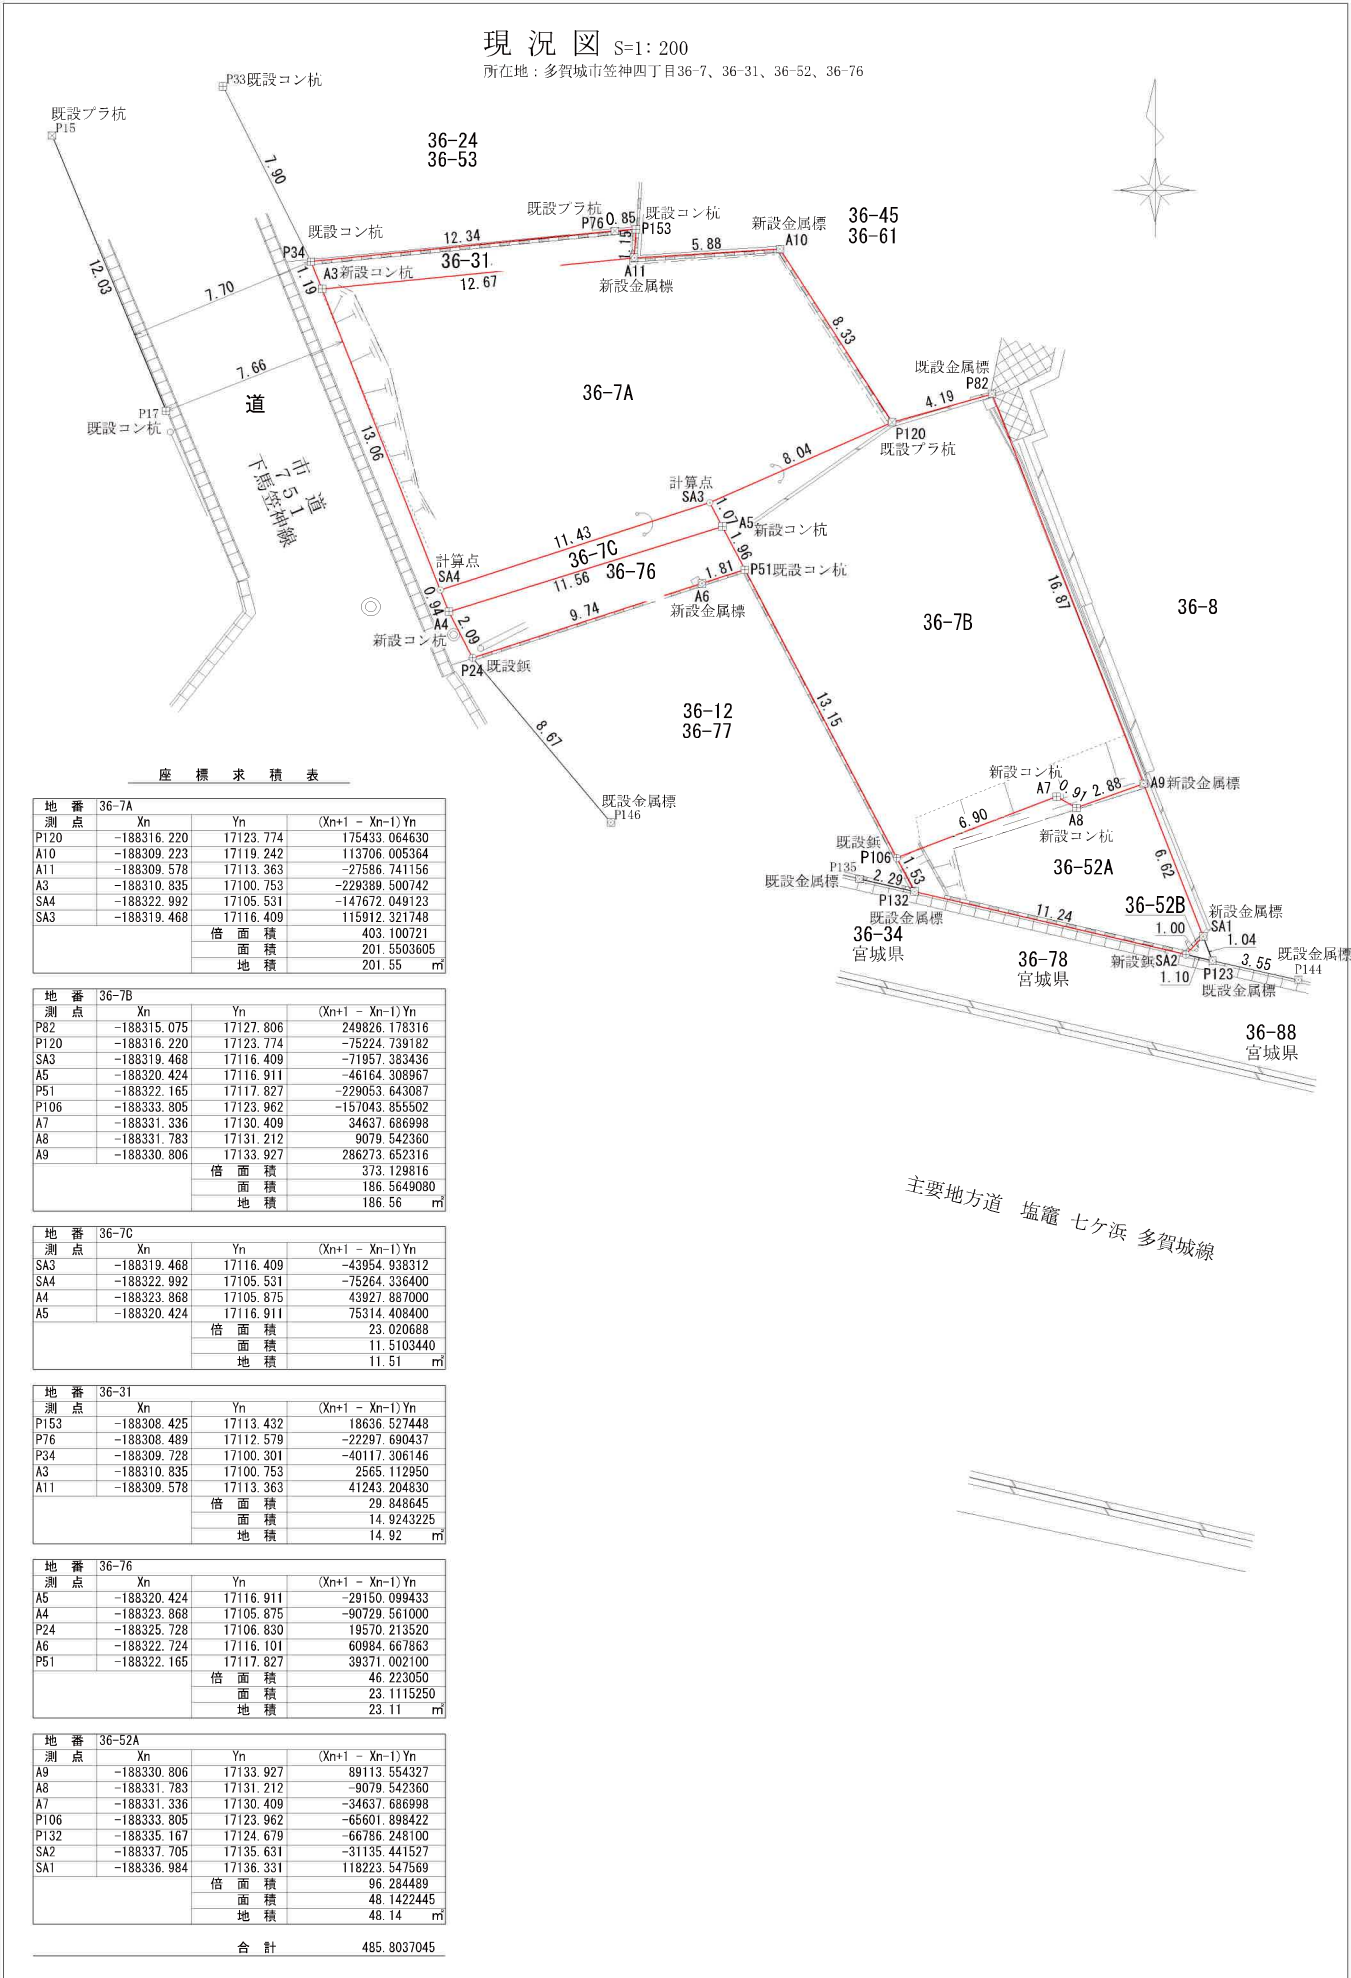 現況図 S=1:200
所在地：多賀城市笠神四丁目36-7、36-31、36-52、36-76
P33既設コン杭
既設プラ杭
P15
7.90
36-24
36-53
12.03
既設コン杭
P34
12.34
既設プラ杭
P76
0.85
既設コン杭
P153
1.15
新設金属標
A10
36-45
36-61
1.19
A3新設コン杭
36-31
12.67
5.88
A11
新設金属標
7.70
7.66
8.33
P17
既設コン杭
道
市道
751
下馬笠神線
13.06
36-7A
既設金属標
P82
4.19
P120
既設プラ杭
8.04
計算点
SA3
1.07
A5
新設コン杭
11.43
36-7C
1.96
11.56
36-76
1.81
P51既設コン杭
計算点
SA4
0.94
A4
新設コン杭
2.09
9.74
A6
新設金属標
P24
既設鋲
16.87
36-8
36-7B
8.67
36-12
36-77
13.15
既設金属標
P146
新設コン杭
A7
0.91
2.88
A9新設金属標
A8
新設コン杭
6.90
既設鋲
P106
P135
既設金属標
2.29
1.53
P132
既設金属標
36-52A
6.62
36-52B
11.24
新設金属標
SA1
1.00
1.04
新設鋲SA2
1.10
P123
既設金属標
3.55
既設金属標
P144
36-34
宮城県
36-78
宮城県
36-88
宮城県
主要地方道 塩竈 七ケ浜 多賀城線
座標求積表
地番 36-7A
測点 Xn Yn (Xn+1 - Xn-1)Yn
P120 -188316.220 17123.774 175433.064630
A10 -188309.223 17119.242 113706.005364
A11 -188309.578 17113.363 -27586.741156
A3 -188310.835 17100.753 -229389.500742
SA4 -188322.992 17105.531 -147672.049123
SA3 -188319.468 17116.409 115912.321748
倍面積 403.100721
面積 201.5503605
地積 201.55 ㎡
地番 36-7B
測点 Xn Yn (Xn+1 - Xn-1)Yn
P82 -188315.075 17127.806 249826.178316
P120 -188316.220 17123.774 -75224.739182
SA3 -188319.468 17116.409 -71957.383436
A5 -188320.424 17116.911 -46164.308967
P51 -188322.165 17117.827 -229053.643087
P106 -188333.805 17123.962 -157043.855502
A7 -188331.336 17130.409 34637.686998
A8 -188331.783 17131.212 9079.542360
A9 -188330.806 17133.927 286273.652316
倍面積 373.129816
面積 186.5649080
地積 186.56 ㎡
地番 36-7C
測点 Xn Yn (Xn+1 - Xn-1)Yn
SA3 -188319.468 17116.409 -43954.938312
SA4 -188322.992 17105.531 -75264.336400
A4 -188323.868 17105.875 43927.887000
A5 -188320.424 17116.911 75314.408400
倍面積 23.020688
面積 11.5103440
地積 11.51 ㎡
地番 36-31
測点 Xn Yn (Xn+1 - Xn-1)Yn
P153 -188308.425 17113.432 18636.527448
P76 -188308.489 17112.579 -22297.690437
P34 -188309.728 17100.301 -40117.306146
A3 -188310.835 17100.753 2565.112950
A11 -188309.578 17113.363 41243.204830
倍面積 29.848645
面積 14.9243225
地積 14.92 ㎡
地番 36-76
測点 Xn Yn (Xn+1 - Xn-1)Yn
A5 -188320.424 17116.911 -29150.099433
A4 -188323.868 17105.875 -90729.561000
P24 -188325.728 17106.830 19570.213520
A6 -188322.724 17116.101 60984.667863
P51 -188322.165 17117.827 39371.002100
倍面積 46.223050
面積 23.1115250
地積 23.11 ㎡
地番 36-52A
測点 Xn Yn (Xn+1 - Xn-1)Yn
A9 -188330.806 17133.927 89113.554327
A8 -188331.783 17131.212 -9079.542360
A7 -188331.336 17130.409 -34637.686998
P106 -188333.805 17123.962 -65601.898422
P132 -188335.167 17124.679 -66786.248100
SA2 -188337.705 17135.631 -31135.441527
SA1 -188336.984 17136.331 118223.547569
倍面積 96.284489
面積 48.1422445
地積 48.14 ㎡
合計 485.8037045